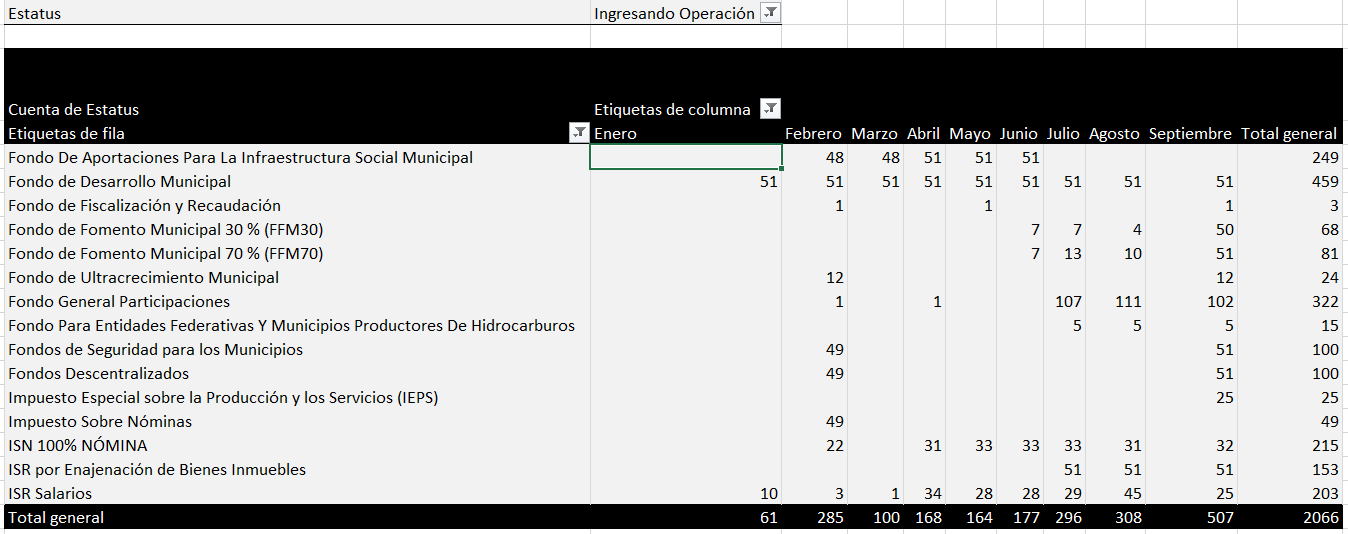 Estatus Ingresando Operación
Cuenta de Estatus Etiquetas de columna
Etiquetas de fila Enero Febrero Marzo Abril Mayo Junio Julio Agosto Septiembre Total general
Fondo De Aportaciones Para La Infraestructura Social Municipal 48 48 51 51 51 249
Fondo de Desarrollo Municipal 51 51 51 51 51 51 51 51 51 459
Fondo de Fiscalización y Recaudación 1 1 1 3
Fondo de Fomento Municipal 30 % (FFM30) 7 7 4 50 68
Fondo de Fomento Municipal 70 % (FFM70) 7 13 10 51 81
Fondo de Ultracrecimiento Municipal 12 12 24
Fondo General Participaciones 1 1 107 111 102 322
Fondo Para Entidades Federativas Y Municipios Productores De Hidrocarburos 5 5 5 15
Fondos de Seguridad para los Municipios 49 51 100
Fondos Descentralizados 49 51 100
Impuesto Especial sobre la Producción y los Servicios (IEPS) 25 25
Impuesto Sobre Nóminas 49 49
ISN 100% NÓMINA 22 31 33 33 33 31 32 215
ISR por Enajenación de Bienes Inmuebles 51 51 51 153
ISR Salarios 10 3 1 34 28 28 29 45 25 203
Total general 61 285 100 168 164 177 296 308 507 2066